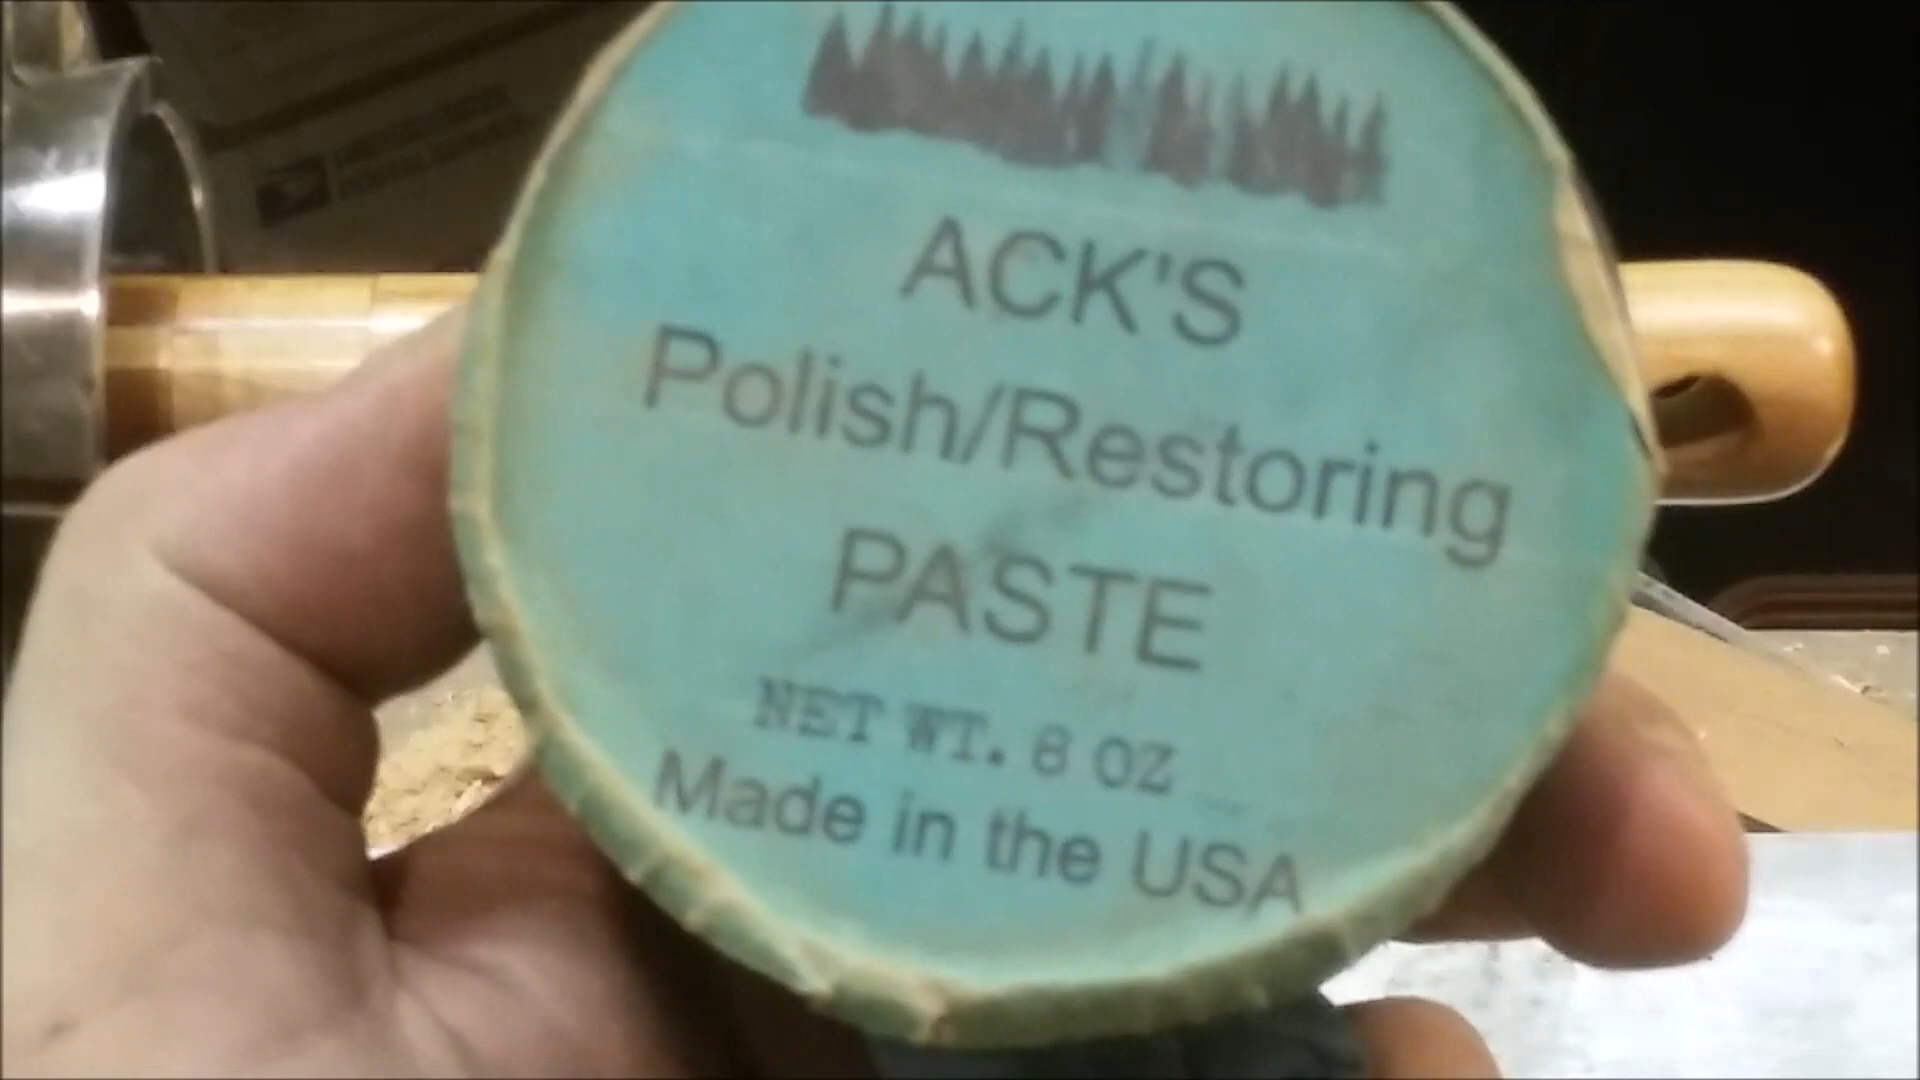 ACK'S
Polish/Restoring
PASTE
NET WT. 8 OZ
Made in the USA